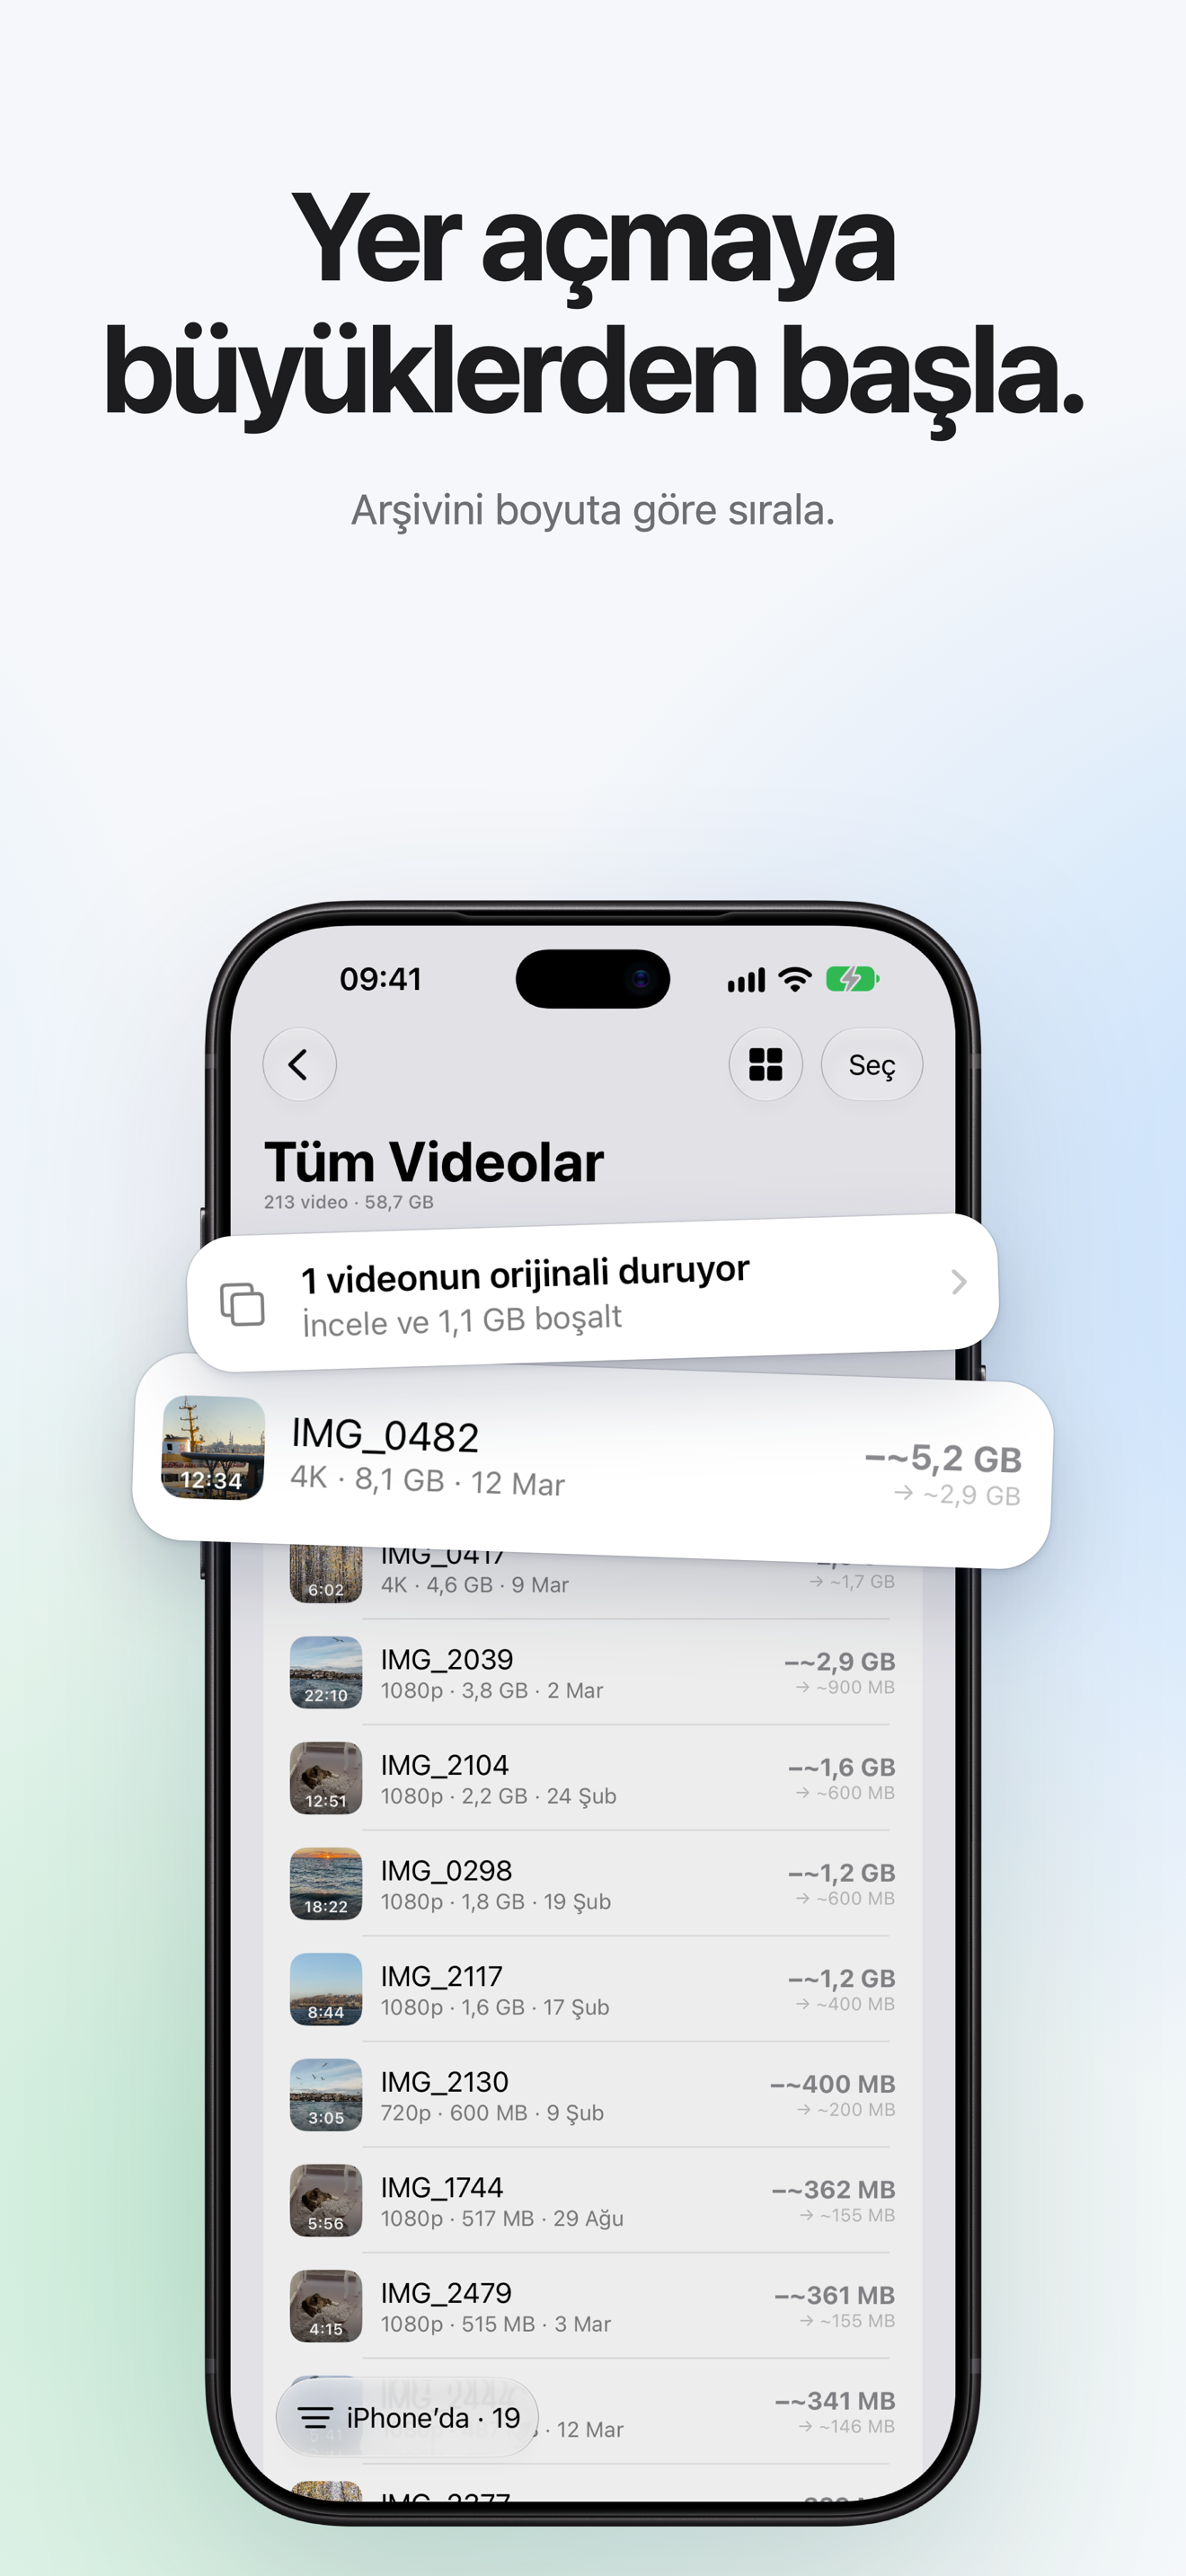 Yer açmaya
büyüklerden başla.
Arşivini boyuta göre sırala.
09:41
Seç
Tüm Videolar
213 video · 58,7 GB
1 videonun orijinali duruyor
İncele ve 1,1 GB boşalt
12:34
IMG_0482
4K · 8,1 GB · 12 Mar
−~5,2 GB
→ ~2,9 GB
6:02
IMG_0417
4K · 4,6 GB · 9 Mar
→ ~1,7 GB
22:10
IMG_2039
1080p · 3,8 GB · 2 Mar
−~2,9 GB
→ ~900 MB
12:51
IMG_2104
1080p · 2,2 GB · 24 Şub
−~1,6 GB
→ ~600 MB
18:22
IMG_0298
1080p · 1,8 GB · 19 Şub
−~1,2 GB
→ ~600 MB
8:44
IMG_2117
1080p · 1,6 GB · 17 Şub
−~1,2 GB
→ ~400 MB
3:05
IMG_2130
720p · 600 MB · 9 Şub
−~400 MB
→ ~200 MB
5:56
IMG_1744
1080p · 517 MB · 29 Ağu
−~362 MB
→ ~155 MB
4:15
IMG_2479
1080p · 515 MB · 3 Mar
−~361 MB
→ ~155 MB
· 12 Mar
−~341 MB
→ ~146 MB
iPhone’da · 19